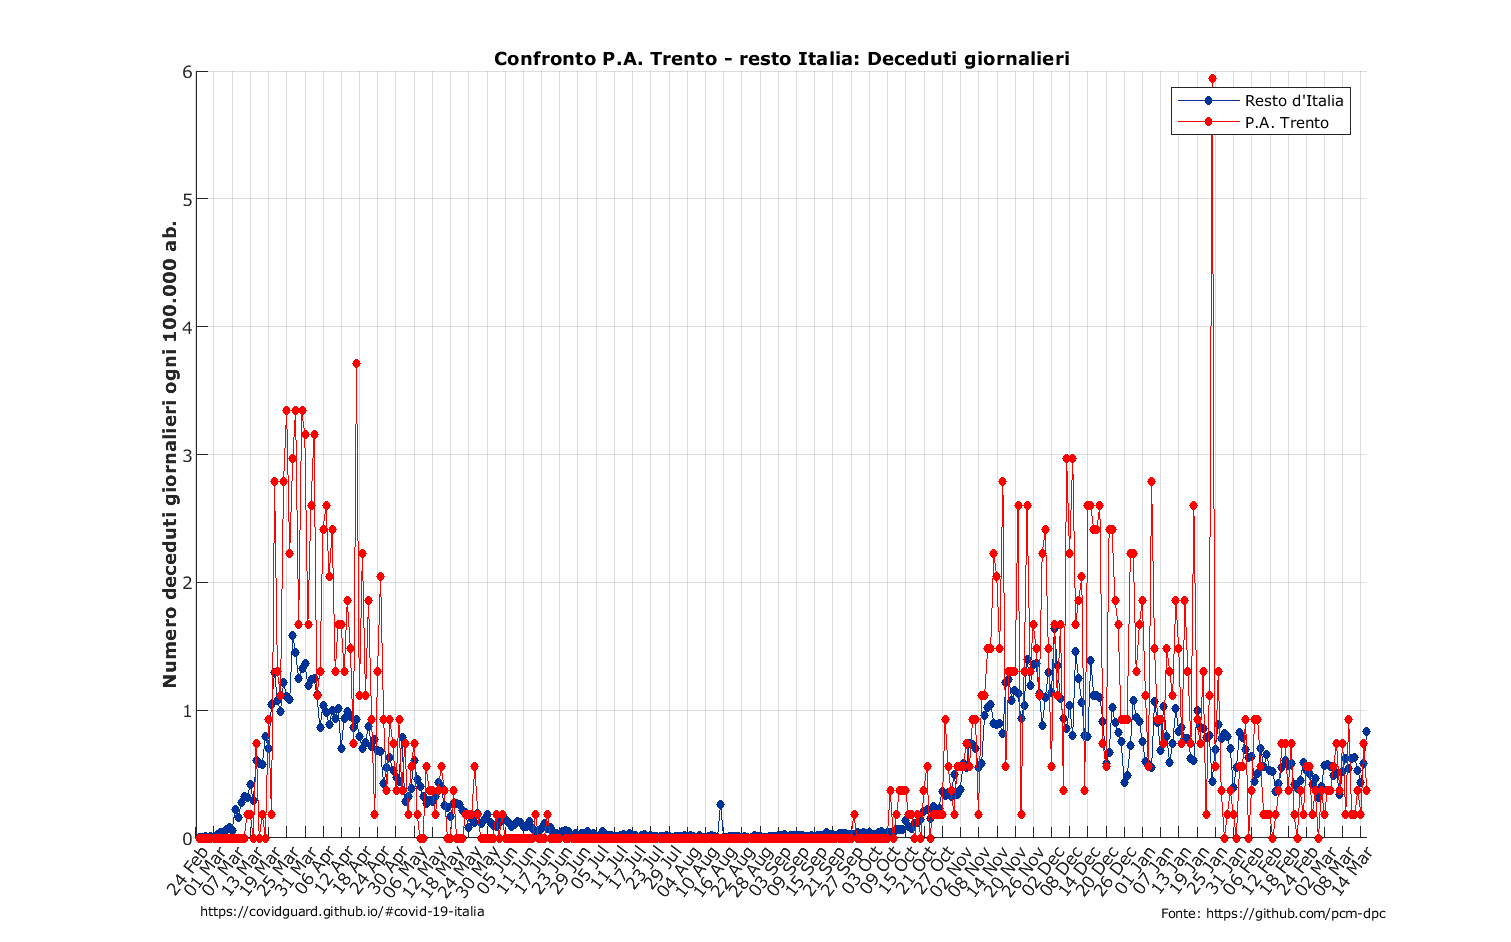 Confronto P.A. Trento - resto Italia: Deceduti giornalieri
Resto d'Italia
P.A. Trento
Numero deceduti giornalieri ogni 100.000 ab.
6
5
4
3
2
1
0
24 Feb
01 Mar
07 Mar
13 Mar
19 Mar
25 Mar
31 Mar
06 Apr
12 Apr
18 Apr
24 Apr
30 Apr
06 May
12 May
18 May
24 May
30 May
05 Jun
11 Jun
17 Jun
23 Jun
29 Jun
05 Jul
11 Jul
17 Jul
23 Jul
29 Jul
04 Aug
10 Aug
16 Aug
22 Aug
28 Aug
03 Sep
09 Sep
15 Sep
21 Sep
27 Sep
03 Oct
09 Oct
15 Oct
21 Oct
27 Oct
02 Nov
08 Nov
14 Nov
20 Nov
26 Nov
02 Dec
08 Dec
14 Dec
20 Dec
26 Dec
01 Jan
07 Jan
13 Jan
19 Jan
25 Jan
31 Jan
06 Feb
12 Feb
18 Feb
24 Feb
02 Mar
08 Mar
14 Mar
https://covidguard.github.io/#covid-19-italia
Fonte: https://github.com/pcm-dpc